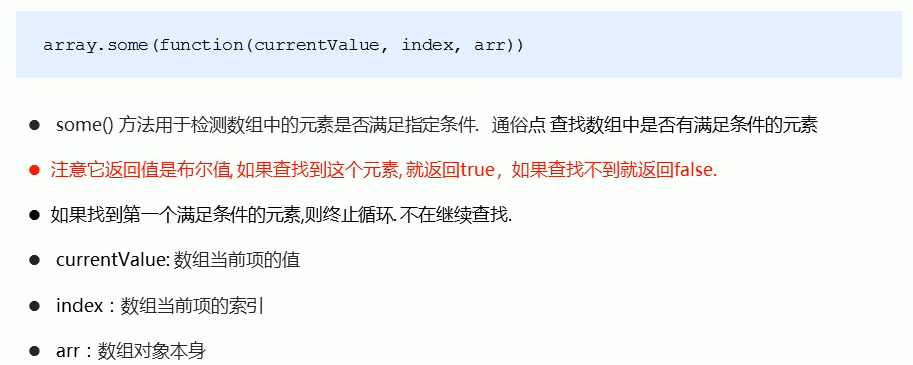 array.some(function(currentValue, index, arr))
● some() 方法用于检测数组中的元素是否满足指定条件. 通俗点 查找数组中是否有满足条件的元素
● 注意它返回值是布尔值, 如果查找到这个元素, 就返回true , 如果查找不到就返回false.
● 如果找到第一个满足条件的元素,则终止循环. 不在继续查找.
● currentValue: 数组当前项的值
● index : 数组当前项的索引
● arr : 数组对象本身